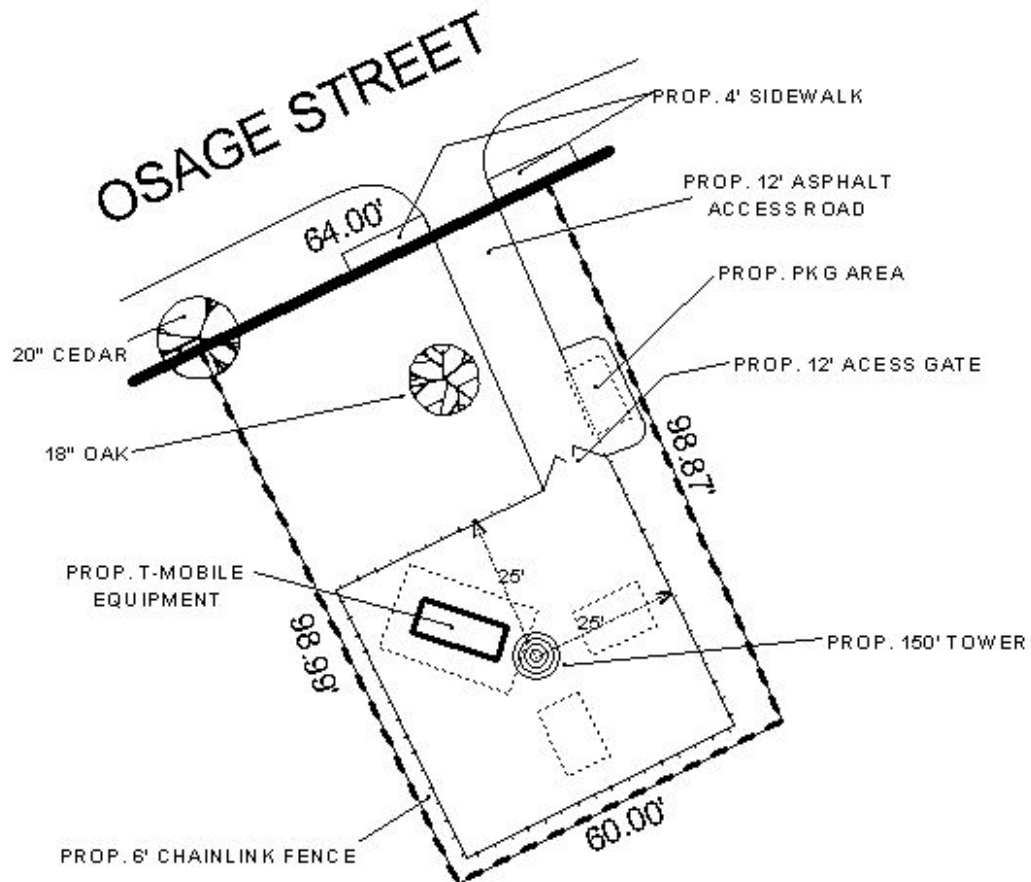 OSAGE STREET
PROP. 4' SIDEWALK
64.00'
PROP. 12' ASPHALT
ACCESS ROAD
PROP. PKG AREA
20" CEDAR
PROP. 12' ACESS GATE
18" OAK
98.87'
PROP. T-MOBILE
EQUIPMENT
25'
25'
98.99'
PROP. 150' TOWER
60.00'
PROP. 6' CHAINLINK FENCE